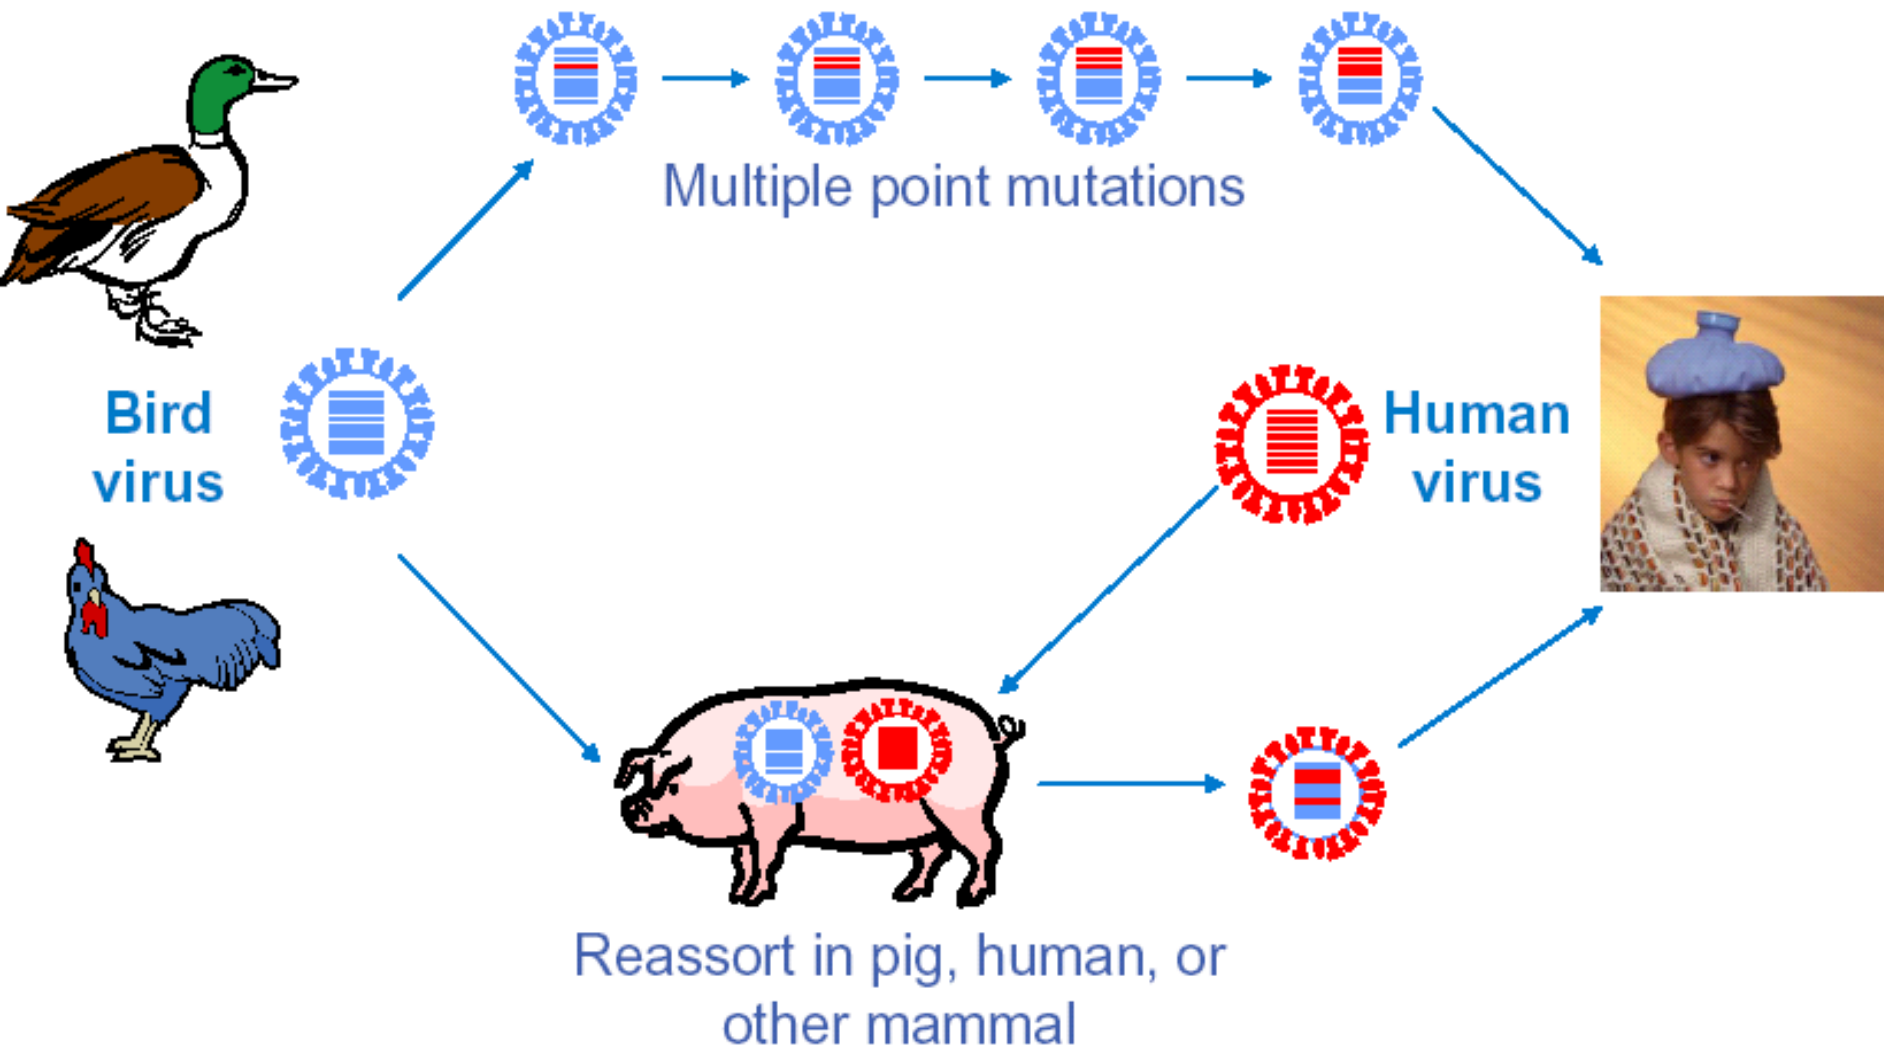 Multiple point mutations
Bird
virus
Human
virus
Reassort in pig, human, or
other mammal